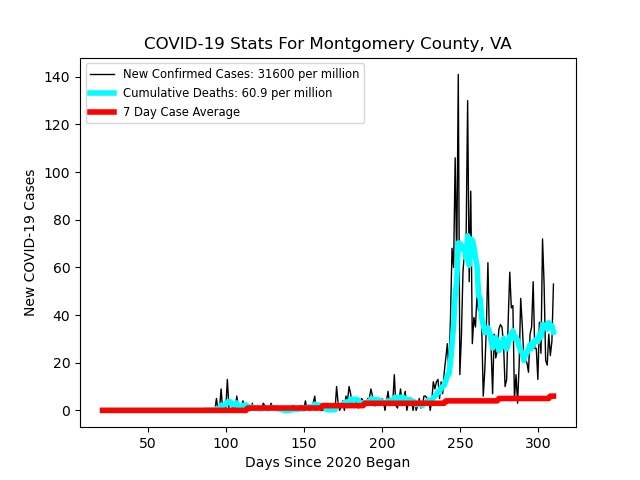 COVID-19 Stats For Montgomery County, VA
New Confirmed Cases: 31600 per million
Cumulative Deaths: 60.9 per million
7 Day Case Average
New COVID-19 Cases
140
120
100
80
60
40
20
0
50
100
150
200
250
300
Days Since 2020 Began